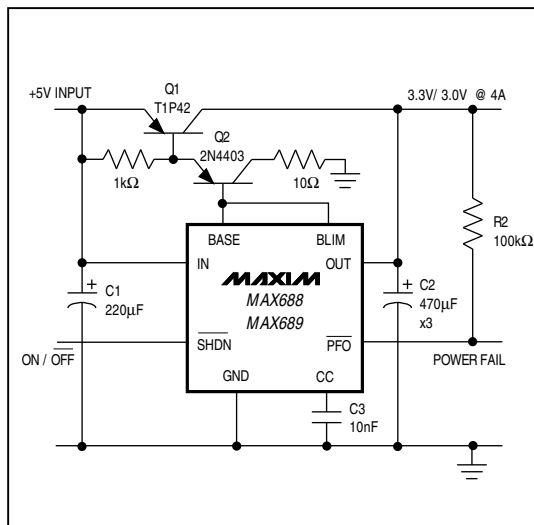 Q1
+5V INPUT
T1P42
3.3V/ 3.0V @ 4A
Q2
2N4403
1kΩ
10Ω
R2
100kΩ
BASE
BLIM
IN
OUT
MAXIM
C1
220µF
MAX688
MAX689
C2
470µF
x3
SHDN
PFO
ON / OFF
POWER FAIL
GND
CC
C3
10nF